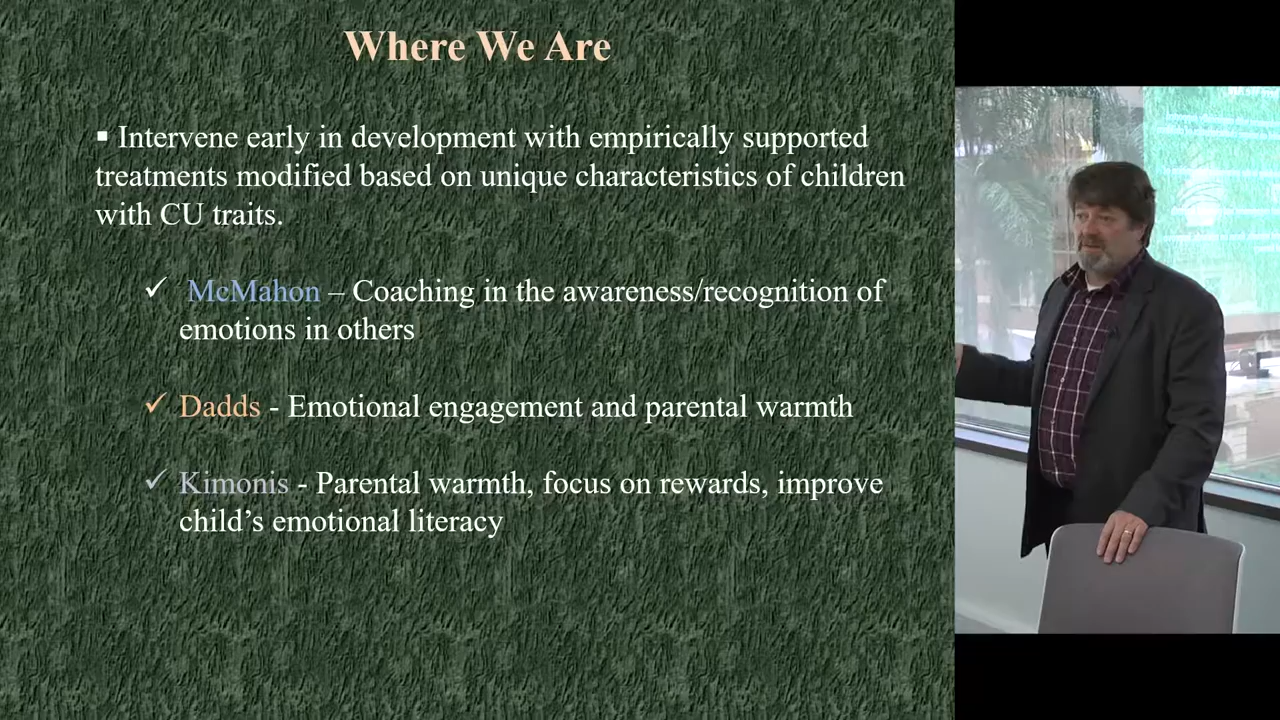 Where We Are
▪ Intervene early in development with empirically supported
treatments modified based on unique characteristics of children
with CU traits.
✓ McMahon – Coaching in the awareness/recognition of
emotions in others
✓ Dadds - Emotional engagement and parental warmth
✓ Kimonis - Parental warmth, focus on rewards, improve
child’s emotional literacy